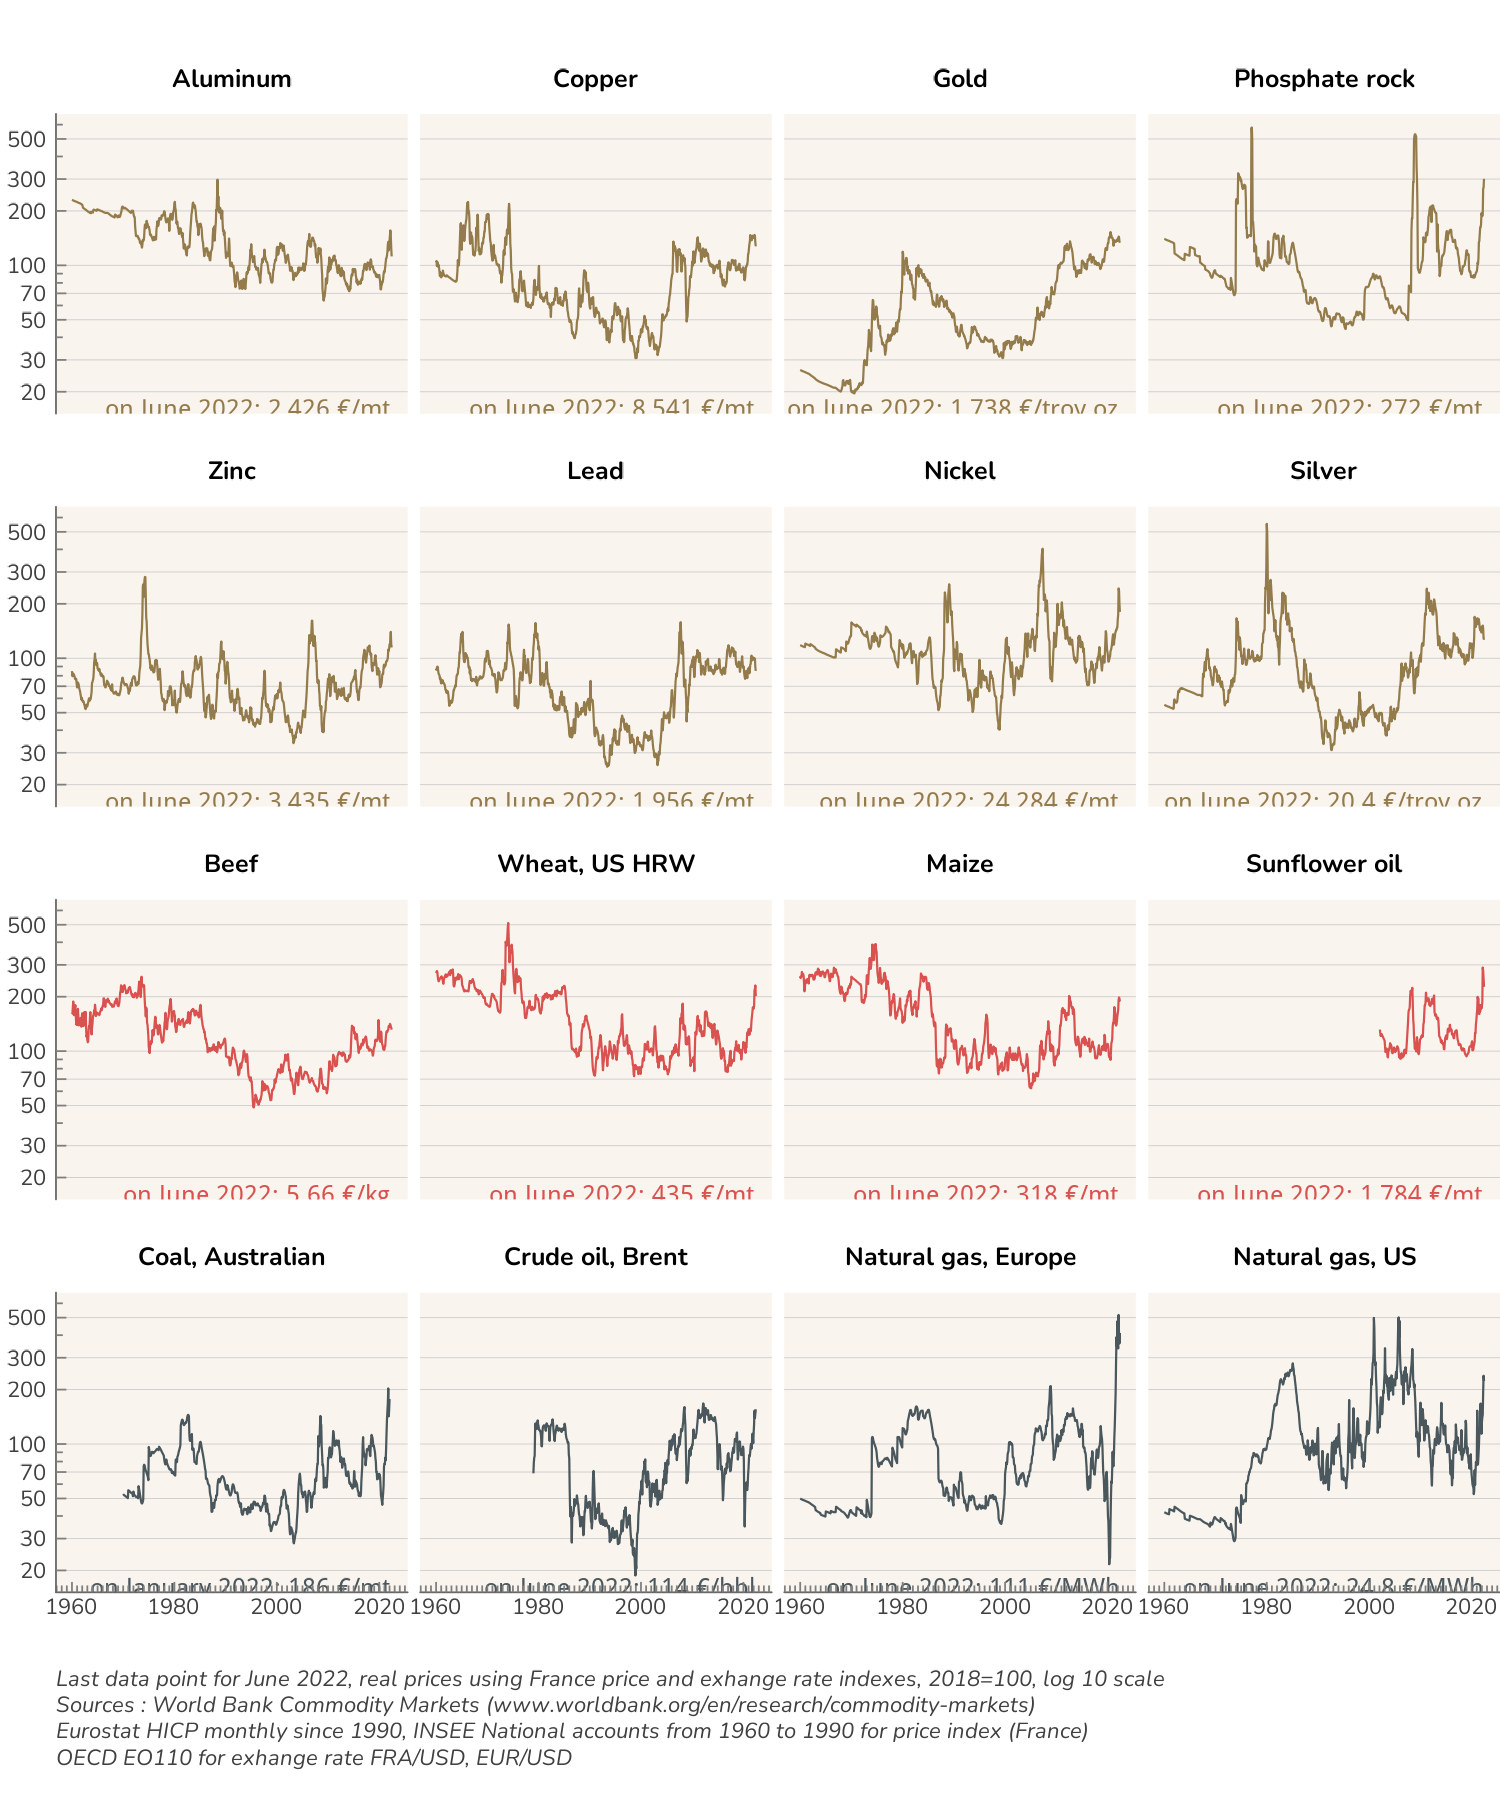 Aluminum Copper Gold Phosphate rock
500
300
200
100
70
50
30
20
on June 2022: 2 426 €/mt on June 2022: 8 541 €/mt on June 2022: 1 738 €/troy oz on June 2022: 272 €/mt
Zinc Lead Nickel Silver
500
300
200
100
70
50
30
20
on June 2022: 3 435 €/mt on June 2022: 1 956 €/mt on June 2022: 24 284 €/mt on June 2022: 20.4 €/troy oz
Beef Wheat, US HRW Maize Sunflower oil
500
300
200
100
70
50
30
20
on June 2022: 5.66 €/kg on June 2022: 435 €/mt on June 2022: 318 €/mt on June 2022: 1 784 €/mt
Coal, Australian Crude oil, Brent Natural gas, Europe Natural gas, US
500
300
200
100
70
50
30
20
on January 2022: 186 €/mt on June 2022: 114 €/bbl on June 2022: 111 €/MWh on June 2022: 24.8 €/MWh
1960 1980 2000 2020 1960 1980 2000 2020 1960 1980 2000 2020 1960 1980 2000 2020
Last data point for June 2022, real prices using France price and exhange rate indexes, 2018=100, log 10 scale
Sources : World Bank Commodity Markets (www.worldbank.org/en/research/commodity-markets)
Eurostat HICP monthly since 1990, INSEE National accounts from 1960 to 1990 for price index (France)
OECD EO110 for exhange rate FRA/USD, EUR/USD